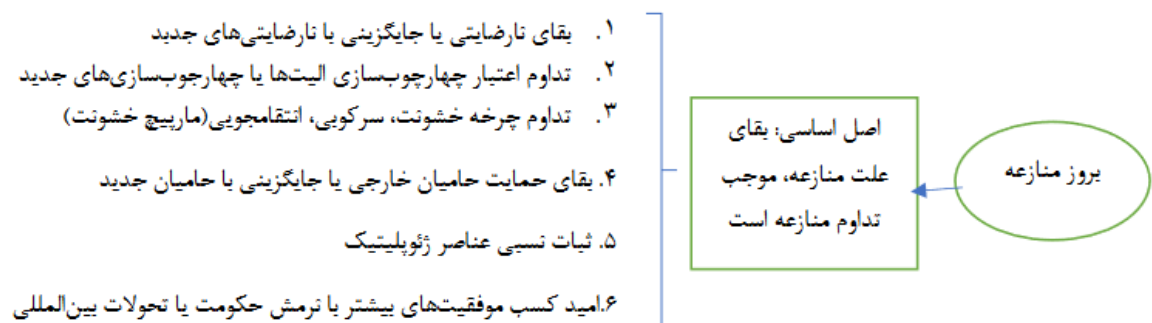 بروز منازعه
اصل اساسی: بقای
علت منازعه، موجب
تداوم منازعه است
۱. بقای نارضایتی یا جایگزینی با نارضایتی‌های جدید
۲. تداوم اعتبار چهارچوب‌سازی الیت‌ها یا چهارجوب‌سازی‌های جدید
۳. تداوم چرخه خشونت، سرکوبی، انتقامجویی(مارپیچ خشونت)
۴. بقای حمایت حامیان خارجی یا جایگزینی با حامیان جدید
۵. ثبات نسبی عناصر ژئوپلیتیک
۶.امید کسب موفقیت‌های بیشتر با نرمش حکومت یا تحولات بین‌المللی